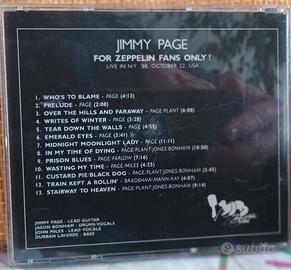 JIMMY PAGE
FOR ZEPPELIN FANS ONLY!
LIVE IN N.Y. '88, OCTOBER 22, USA
1. WHO'S TO BLAME - PAGE (4:13)
2. PRELUDE - PAGE (2:08)
3. OVER THE HILLS AND FARAWAY - PAGE PLANT (6:08)
4. WRITES OF WINTER - PAGE (3:28)
5. TEAR DOWN THE WALLS - PAGE (4:55)
6. EMERALD EYES - PAGE (3:41)
7. MIDNIGHT MOONLIGHT LADY - PAGE (11:11)
8. IN MY TIME OF DYING - PAGE/PLANT/JONES/BONHAM (10:50)
9. PRISON BLUES - PAGE/FARLOW (7:21)
10. WASTING MY TIME - PAGE/MILES (4:25)
11. CUSTARD PIE/BLACK DOG - PAGE/PLANT/JONES/BONHAM (3:45)
12. TRAIN KEPT A ROLLIN' - BRADSHAW/MANN/KAY (4:07)
13. STAIRWAY TO HEAVEN - PAGE/PLANT/JONES/BONHAM (9:14)
JIMMY PAGE - LEAD GUITAR
JASON BONHAM - DRUMS/VOCALS
JOHN MILES - LEAD VOCALS
DURBAN LAVERDE - BASS
subito